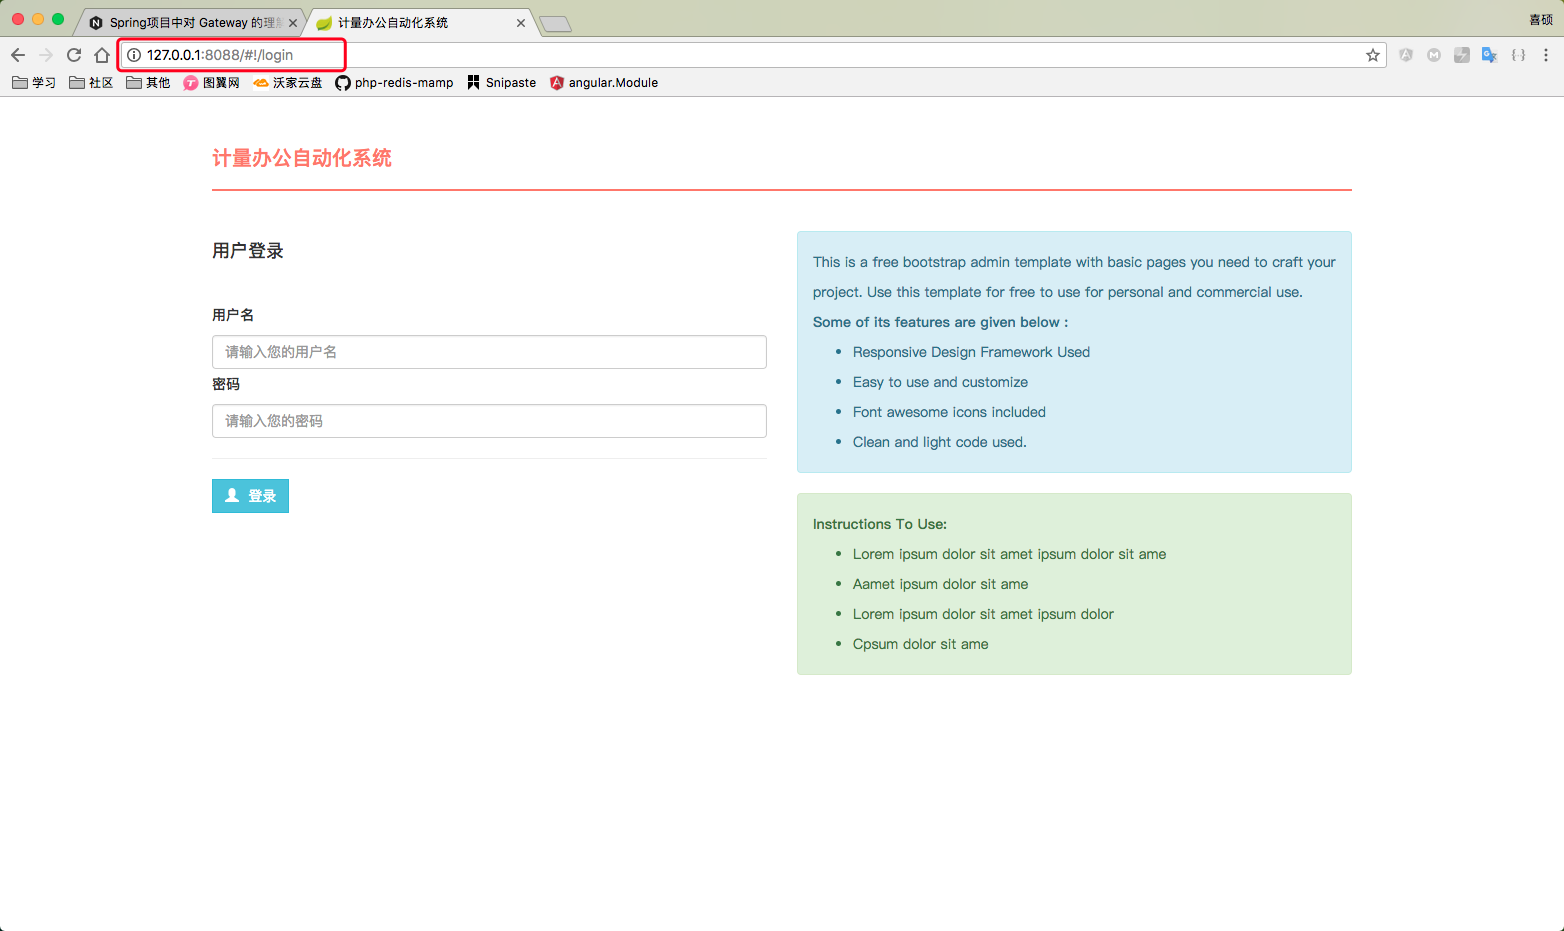 Spring项目中对 Gateway 的理
计量办公自动化系统
喜硕
127.0.0.1:8088/#!/login
学习
社区
其他
图翼网
沃家云盘
php-redis-mamp
Snipaste
angular.Module
计量办公自动化系统
用户登录
用户名
请输入您的用户名
密码
请输入您的密码
登录
This is a free bootstrap admin template with basic pages you need to craft your
project. Use this template for free to use for personal and commercial use.
Some of its features are given below :
Responsive Design Framework Used
Easy to use and customize
Font awesome icons included
Clean and light code used.
Instructions To Use:
Lorem ipsum dolor sit amet ipsum dolor sit ame
Aamet ipsum dolor sit ame
Lorem ipsum dolor sit amet ipsum dolor
Cpsum dolor sit ame